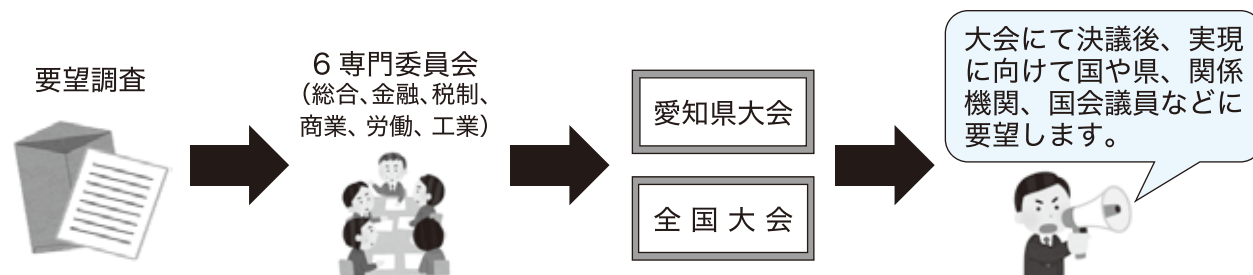 要望調査
6専門委員会
（総合、金融、税制、
商業、労働、工業）
愛知県大会
全国大会
大会にて決議後、実現
に向けて国や県、関係
機関、国会議員などに
要望します。